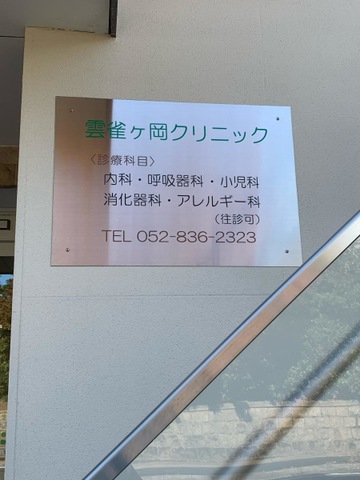 雲雀ヶ岡クリニック
〈診療科目〉
内科・呼吸器科・小児科
消化器科・アレルギー科
（往診可）
TEL 052-836-2323